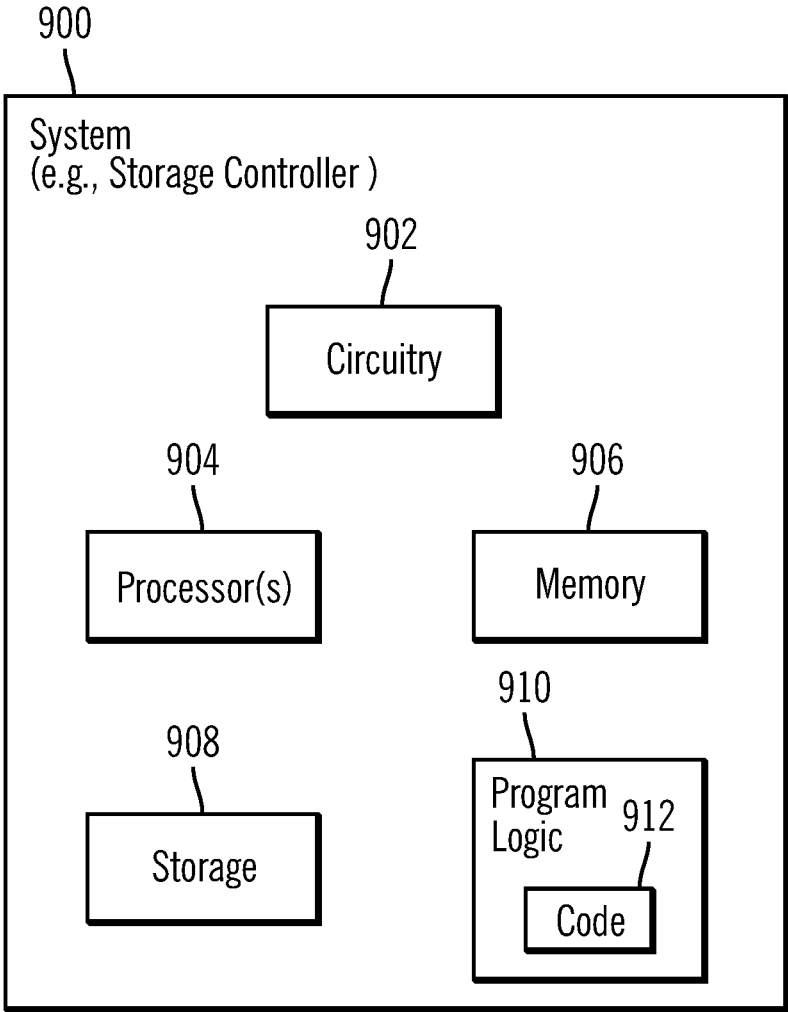 900
System
(e.g., Storage Controller )
902
Circuitry
904
906
Processor(s)
Memory
908
910
Storage
Program
Logic
912
Code